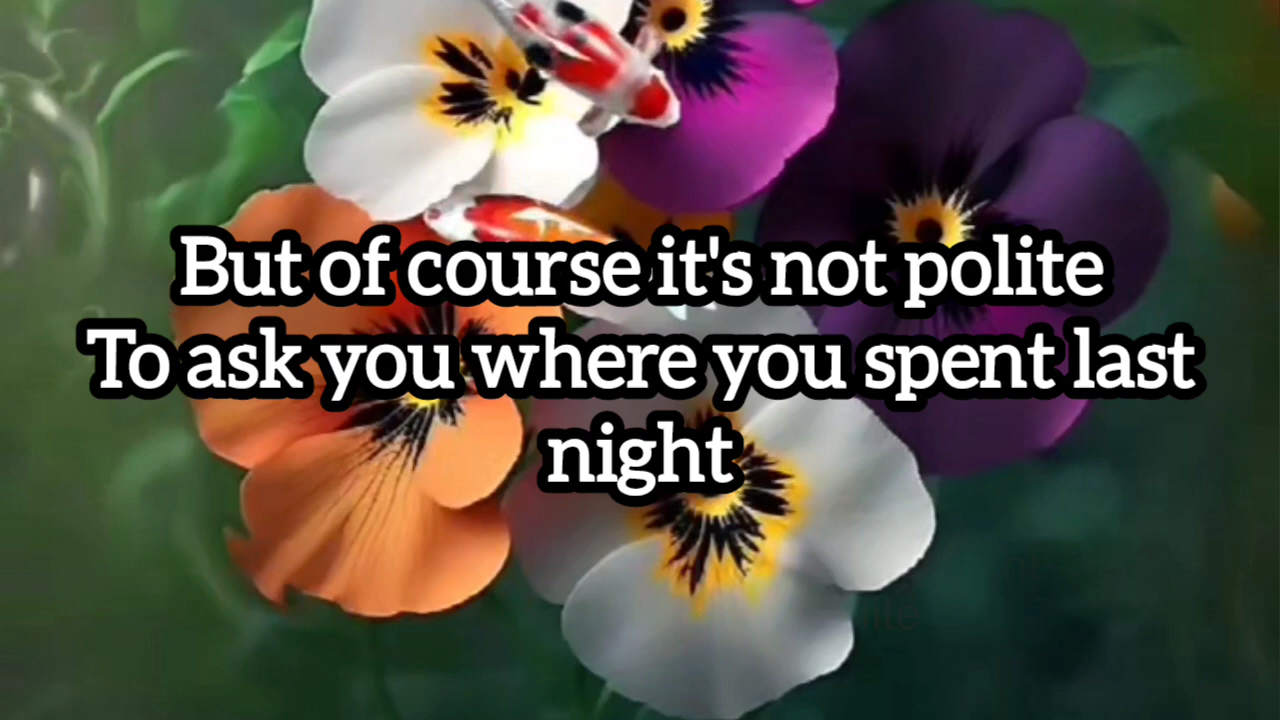 But of course it's not polite
To ask you where you spent last
night